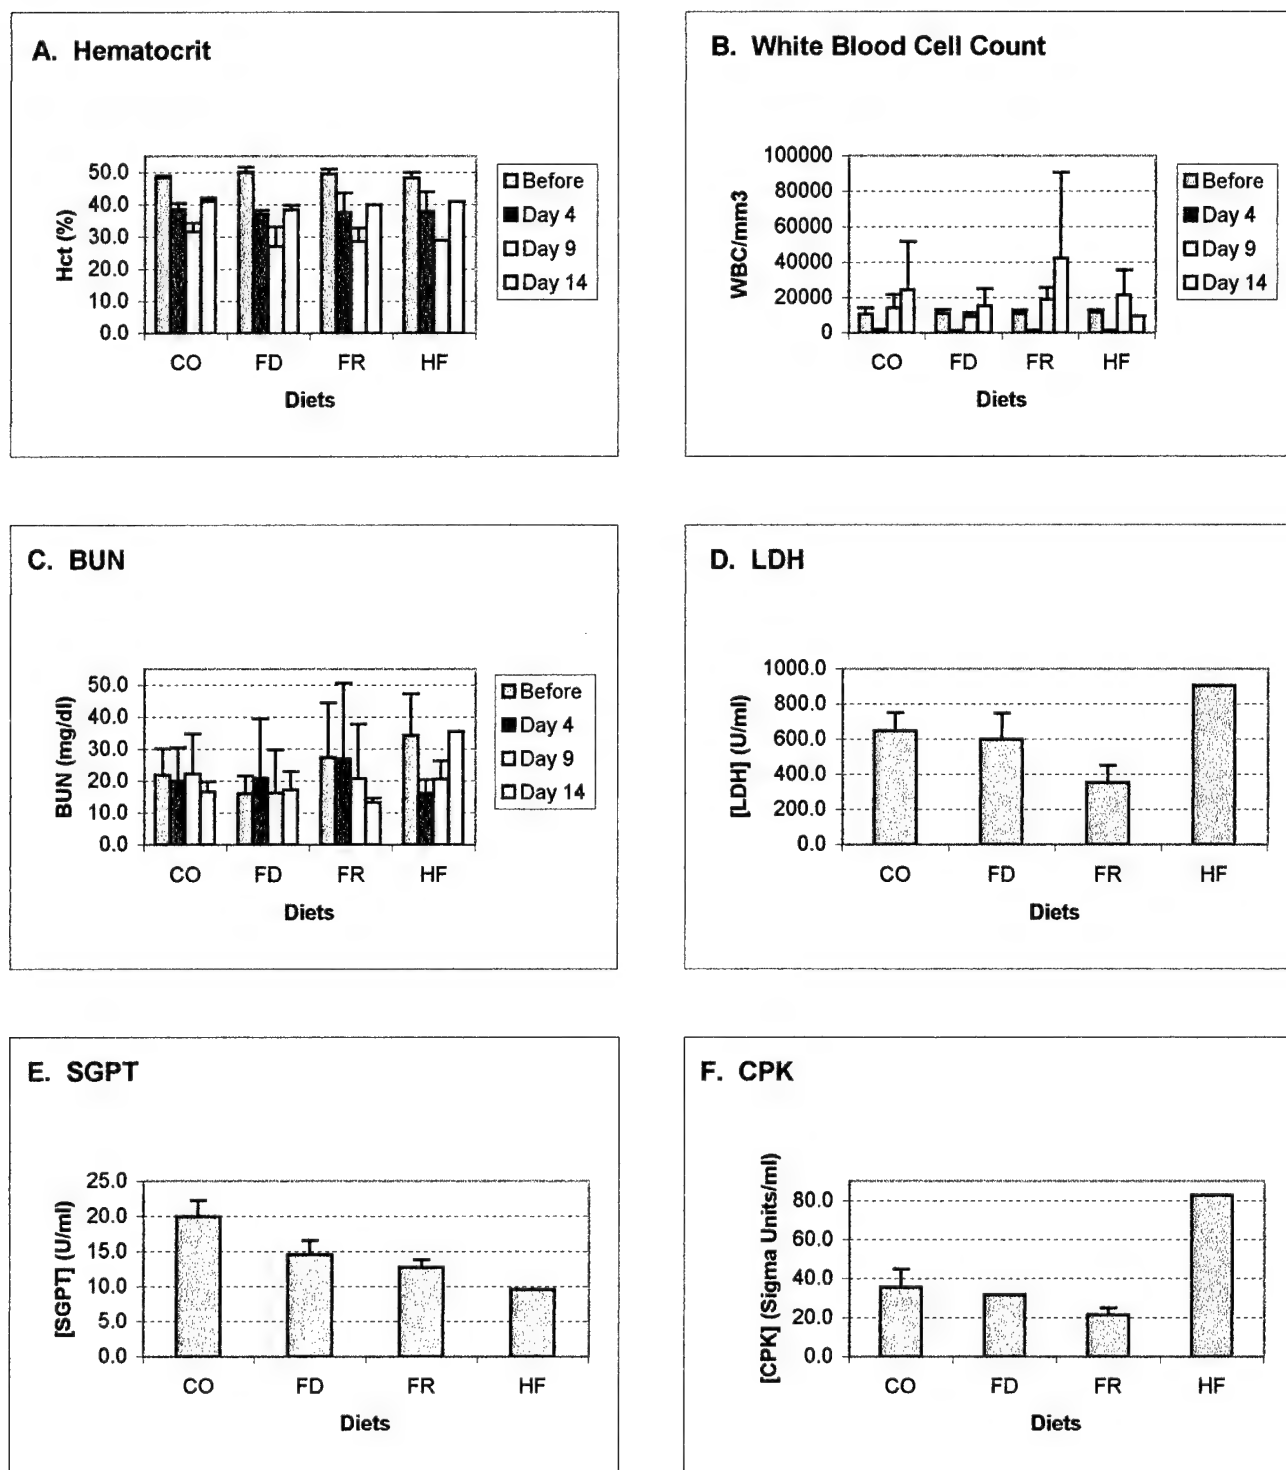 A. Hematocrit
Hct (%)
50.0
40.0
30.0
20.0
10.0
0.0
CO FD FR HF
Diets
Before
Day 4
Day 9
Day 14
B. White Blood Cell Count
WBC/mm3
100000
80000
60000
40000
20000
0
CO FD FR HF
Diets
Before
Day 4
Day 9
Day 14
C. BUN
BUN (mg/dl)
50.0
40.0
30.0
20.0
10.0
0.0
CO FD FR HF
Diets
Before
Day 4
Day 9
Day 14
D. LDH
[LDH] (U/ml)
1000.0
800.0
600.0
400.0
200.0
0.0
CO FD FR HF
Diets
E. SGPT
[SGPT] (U/ml)
25.0
20.0
15.0
10.0
5.0
0.0
CO FD FR HF
Diets
F. CPK
[CPK] (Sigma Units/ml)
80.0
60.0
40.0
20.0
0.0
CO FD FR HF
Diets